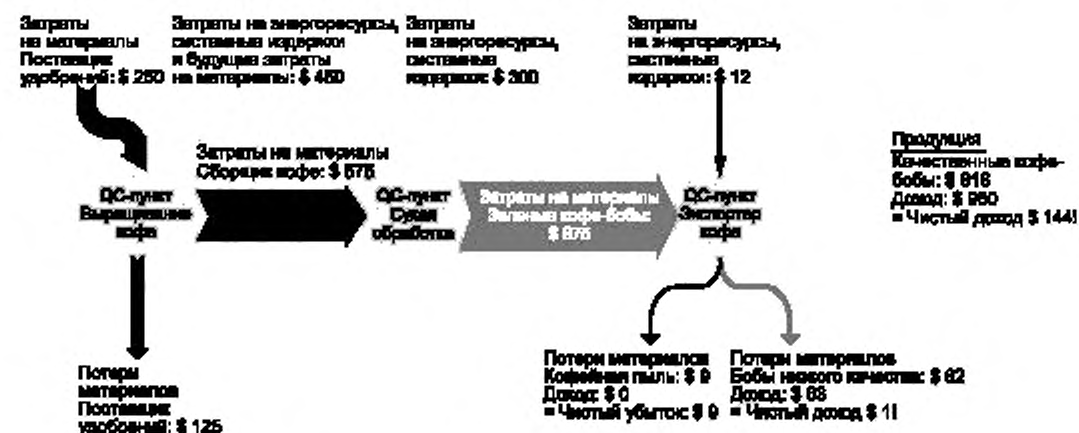 Затраты
на материалы
Поставщик
удобрений: $ 250
Затраты на энергоресурсы,
системные издержки
и будущие затраты
на материалы: $ 450
Затраты
на энергоресурсы,
системные
издержки: $ 300
Затраты
на энергоресурсы,
системные
издержки: $ 12
Продукция
Качественные кофе-
бобы: $ 816
Доход: $ 960
= Чистый доход $ 144!
Затраты на материалы
Сборщик кофе: $ 575
QC-пункт
Выращивание
кофе
QC-пункт
Сухая
обработка
Затраты на материалы
Зеленые кофе-бобы:
$ 875
QC-пункт
Экспортер
кофе
Потери
материалов
Поставщик
удобрений: $ 125
Потери материалов
Кофейная пыль: $ 9
Доход: $ 0
= Чистый убыток: $ 9
Потери материалов
Бобы низкого качества: $ 62
Доход: $ 63
= Чистый доход $ 1!